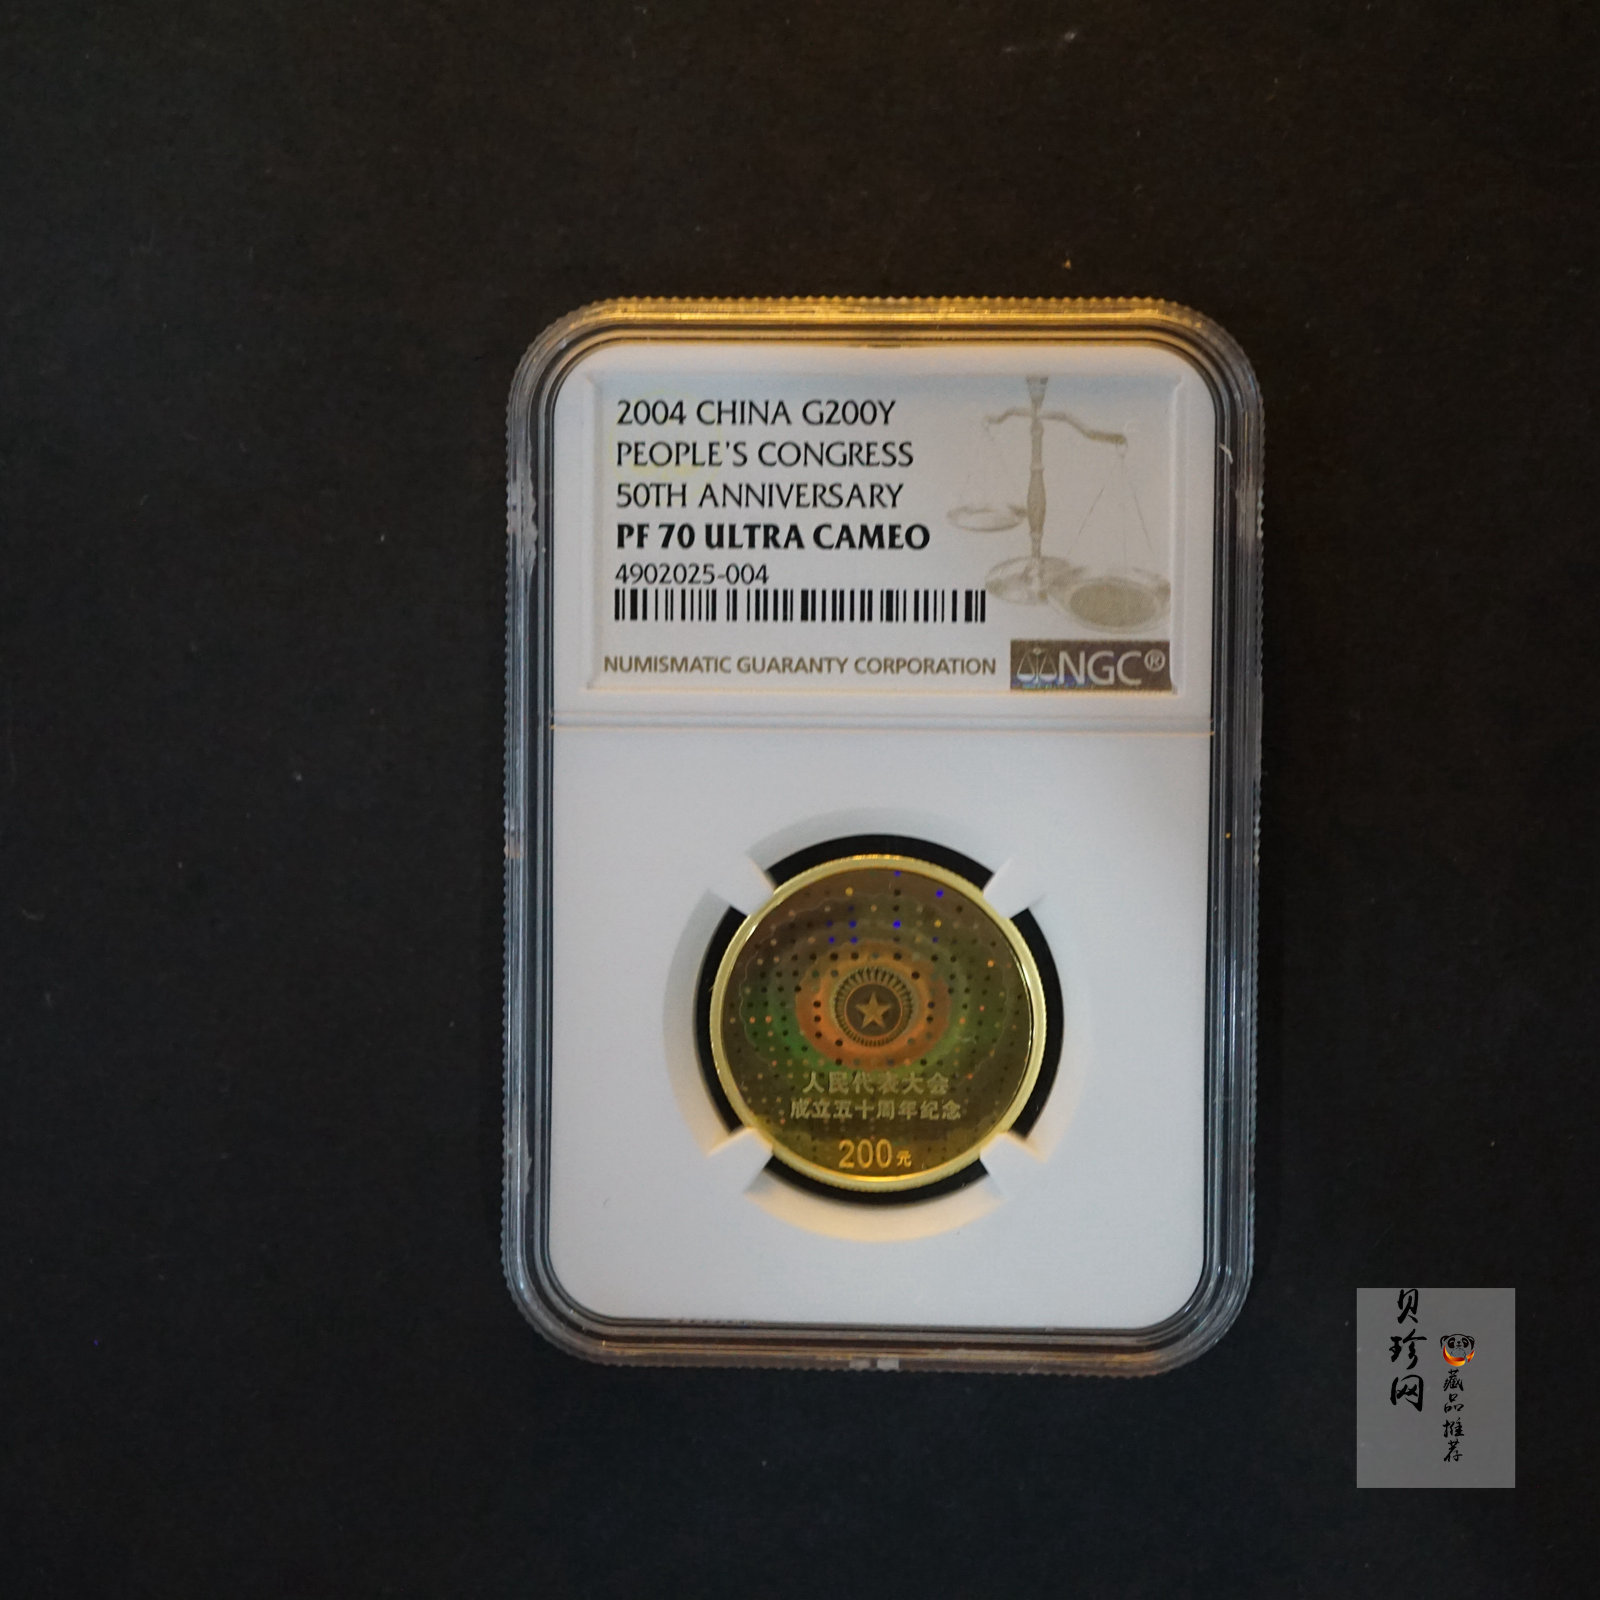 2004 CHINA G200Y
PEOPLE'S CONGRESS
50TH ANNIVERSARY
PF 70 ULTRA CAMEO
4902025-004
NUMISMATIC GUARANTY CORPORATION
NGC®
人民代表大会
成立五十周年纪念
200元
贝珍网
藏品推荐